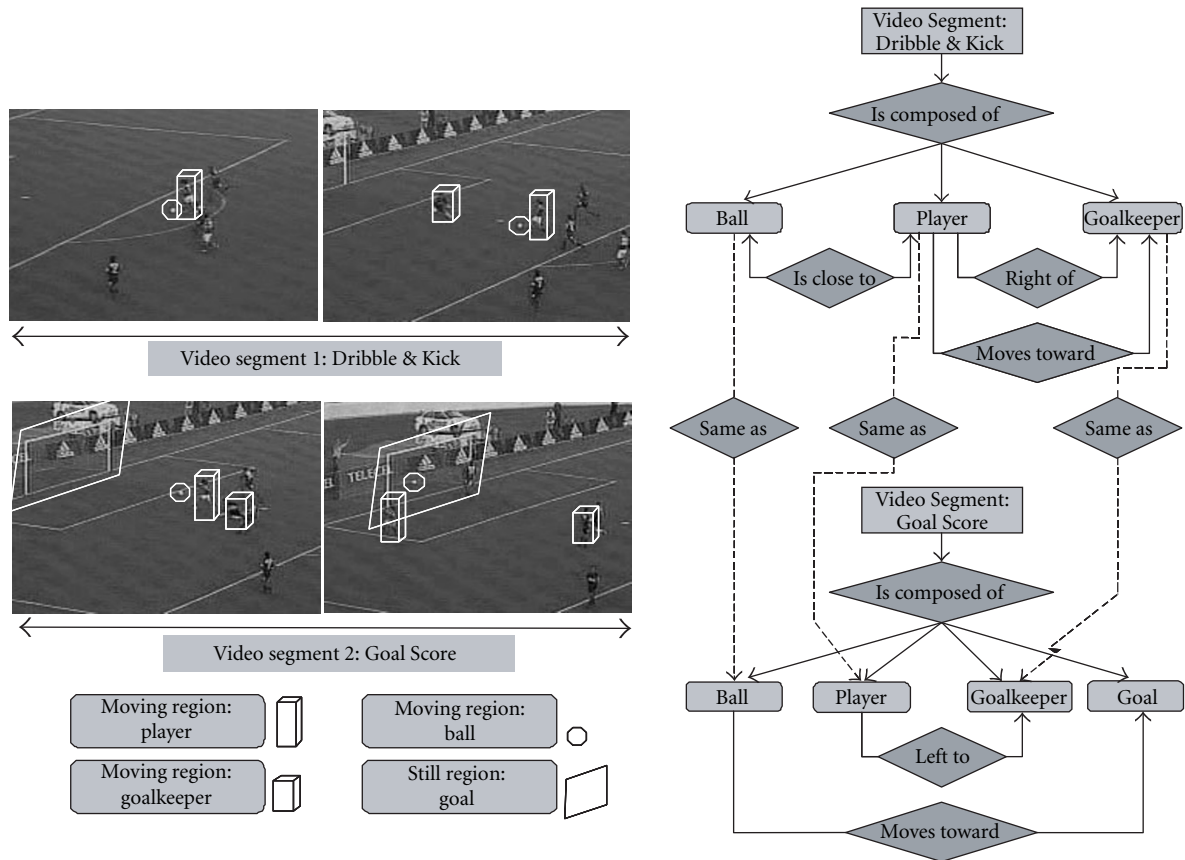 Video segment 1: Dribble & Kick
TELECEL
Video segment 2: Goal Score
Moving region:
player
Moving region:
ball
Moving region:
goalkeeper
Still region:
goal
Video Segment:
Dribble & Kick
Is composed of
Ball
Player
Goalkeeper
Is close to
Right of
Moves toward
Same as
Same as
Same as
Video Segment:
Goal Score
Is composed of
Ball
Player
Goalkeeper
Goal
Left to
Moves toward